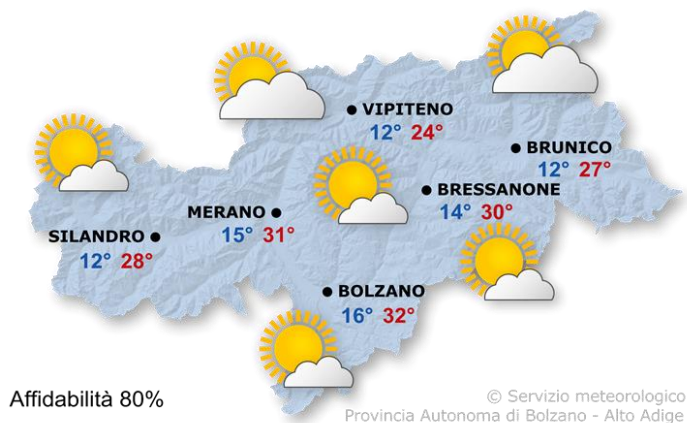 VIPITENO
12° 24°
BRUNICO
12° 27°
BRESSANONE
14° 30°
MERANO
15° 31°
SILANDRO
12° 28°
BOLZANO
16° 32°
Affidabilità 80%
© Servizio meteorologico
Provincia Autonoma di Bolzano - Alto Adige